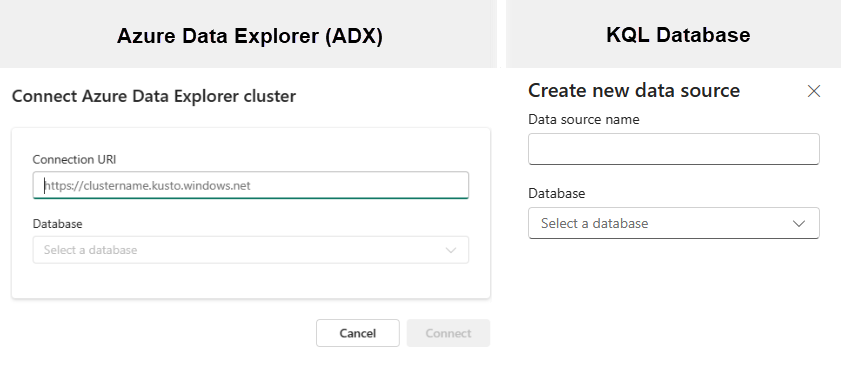 Azure Data Explorer (ADX)
Connect Azure Data Explorer cluster
Connection URI
https://clustername.kusto.windows.net
Database
Select a database
Cancel
Connect
KQL Database
Create new data source
Data source name
Database
Select a database